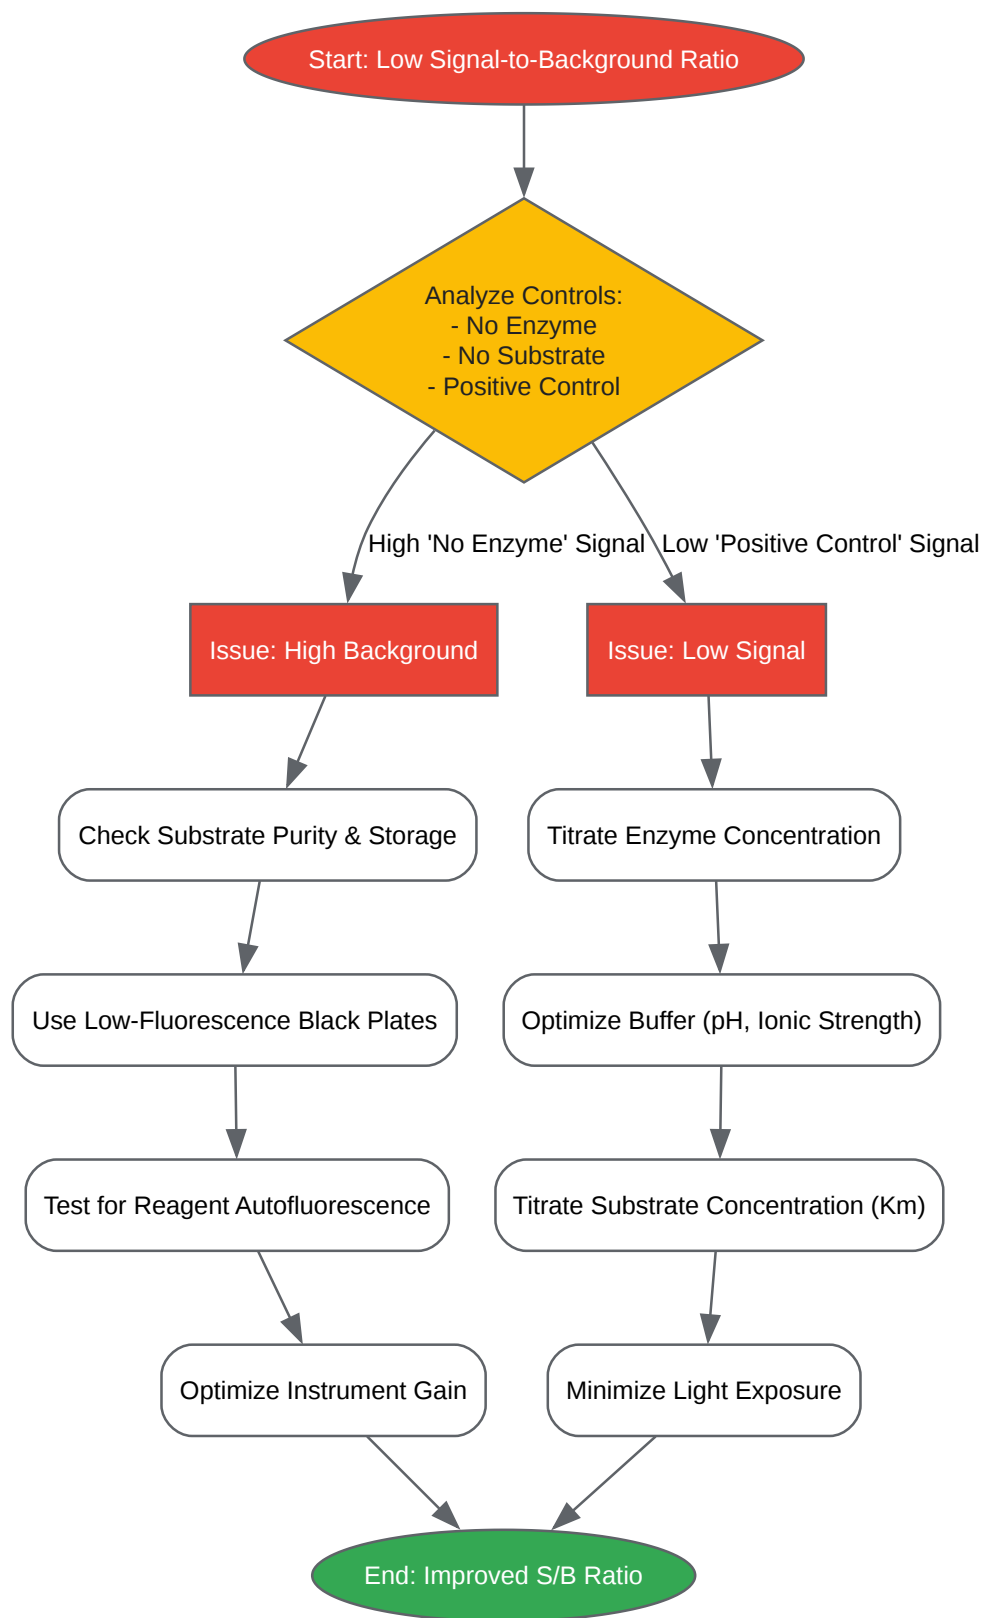 Start: Low Signal-to-Background Ratio
Analyze Controls:
- No Enzyme
- No Substrate
- Positive Control
High 'No Enzyme' Signal
Low 'Positive Control' Signal
Issue: High Background
Issue: Low Signal
Check Substrate Purity & Storage
Titrate Enzyme Concentration
Use Low-Fluorescence Black Plates
Optimize Buffer (pH, Ionic Strength)
Test for Reagent Autofluorescence
Titrate Substrate Concentration (Km)
Optimize Instrument Gain
Minimize Light Exposure
End: Improved S/B Ratio